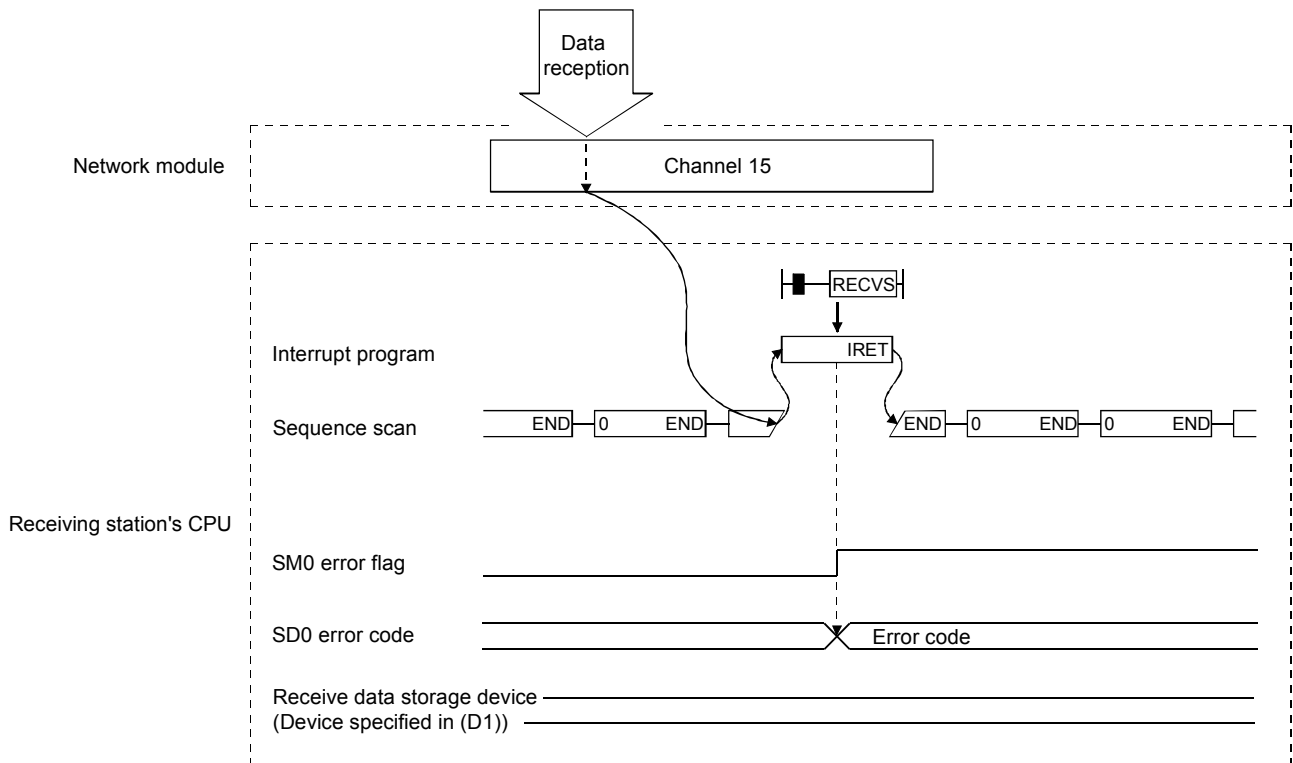 Data
reception
Network module
Channel 15
RECVS
Interrupt program
IRET
Sequence scan
END 0 END END 0 END 0 END
Receiving station's CPU
SM0 error flag
SD0 error code
Error code
Receive data storage device
(Device specified in (D1))